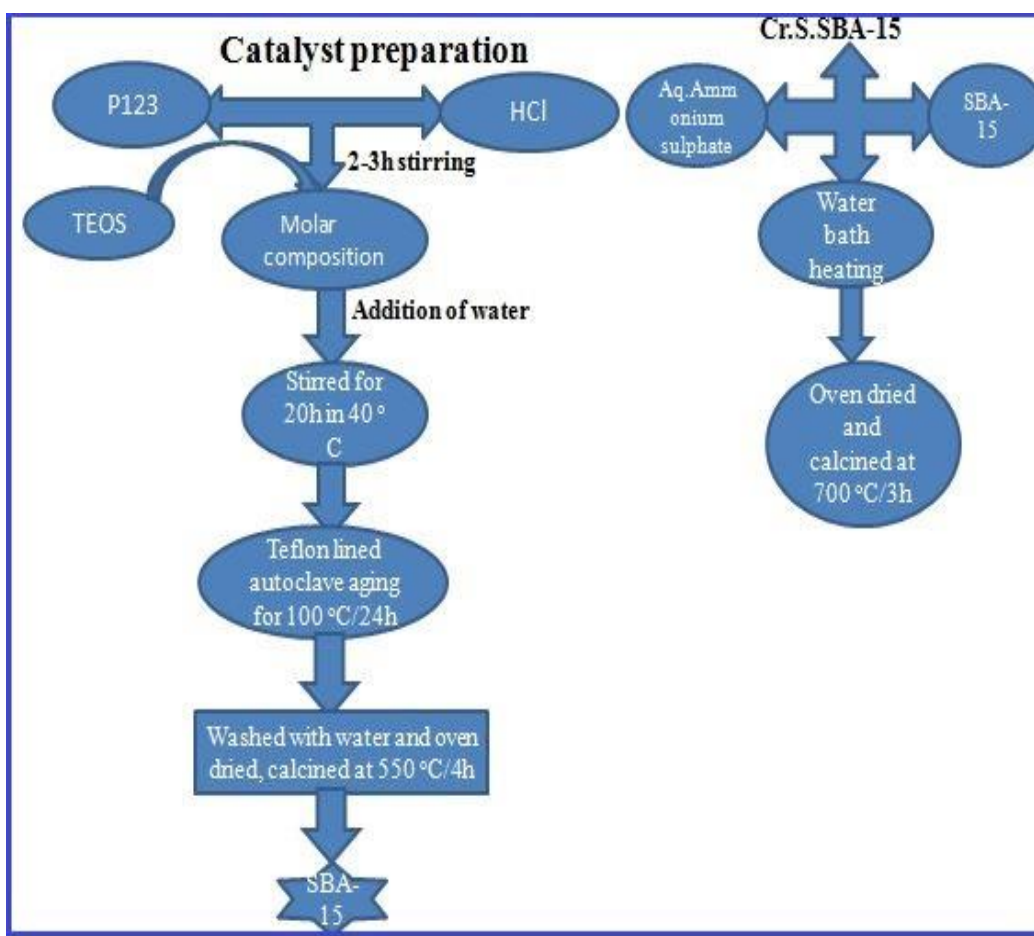 Catalyst preparation
P123
HCl
2-3h stirring
TEOS
Molar
composition
Addition of water
Stirred for
20h in 40 °
C
Teflon lined
autoclave aging
for 100 °C/24h
Washed with water and oven
dried, calcined at 550 °C/4h
SBA-
15
Cr.S.SBA-15
Aq.Amm
onium
sulphate
SBA-
15
Water
bath
heating
Oven dried
and
calcined at
700 °C/3h